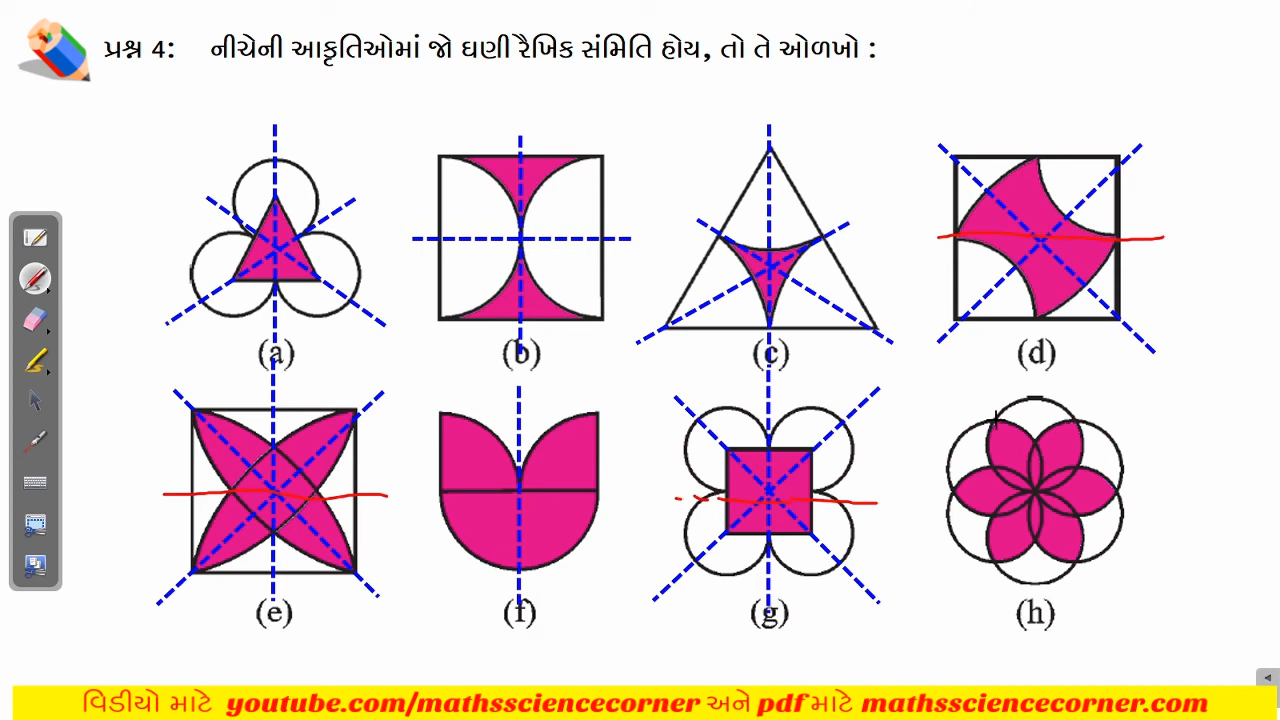 પ્રશ્ન 4: નીચેની આકૃતિઓમાં જો ઘણી રૈખિક સંમિતિ હોય, તો તે ઓળખો :
(a) (b) (c) (d)
(e) (f) (g) (h)
વિડીયો માટે youtube.com/mathssciencecorner અને pdf માટે mathssciencecorner.com